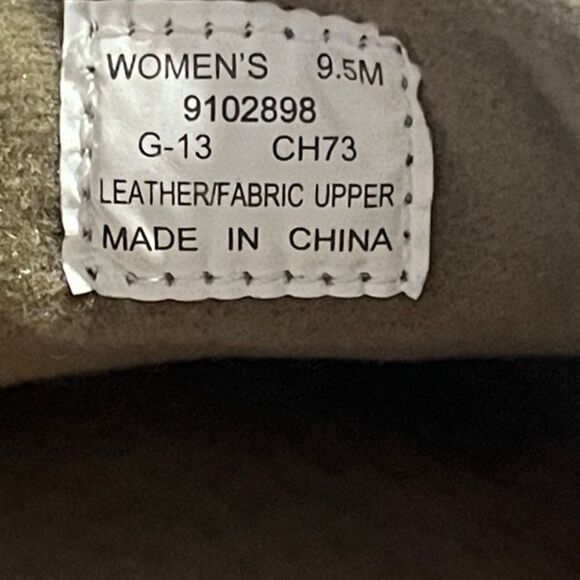 WOMEN'S 9.5M
9102898
G-13 CH73
LEATHER/FABRIC UPPER
MADE IN CHINA